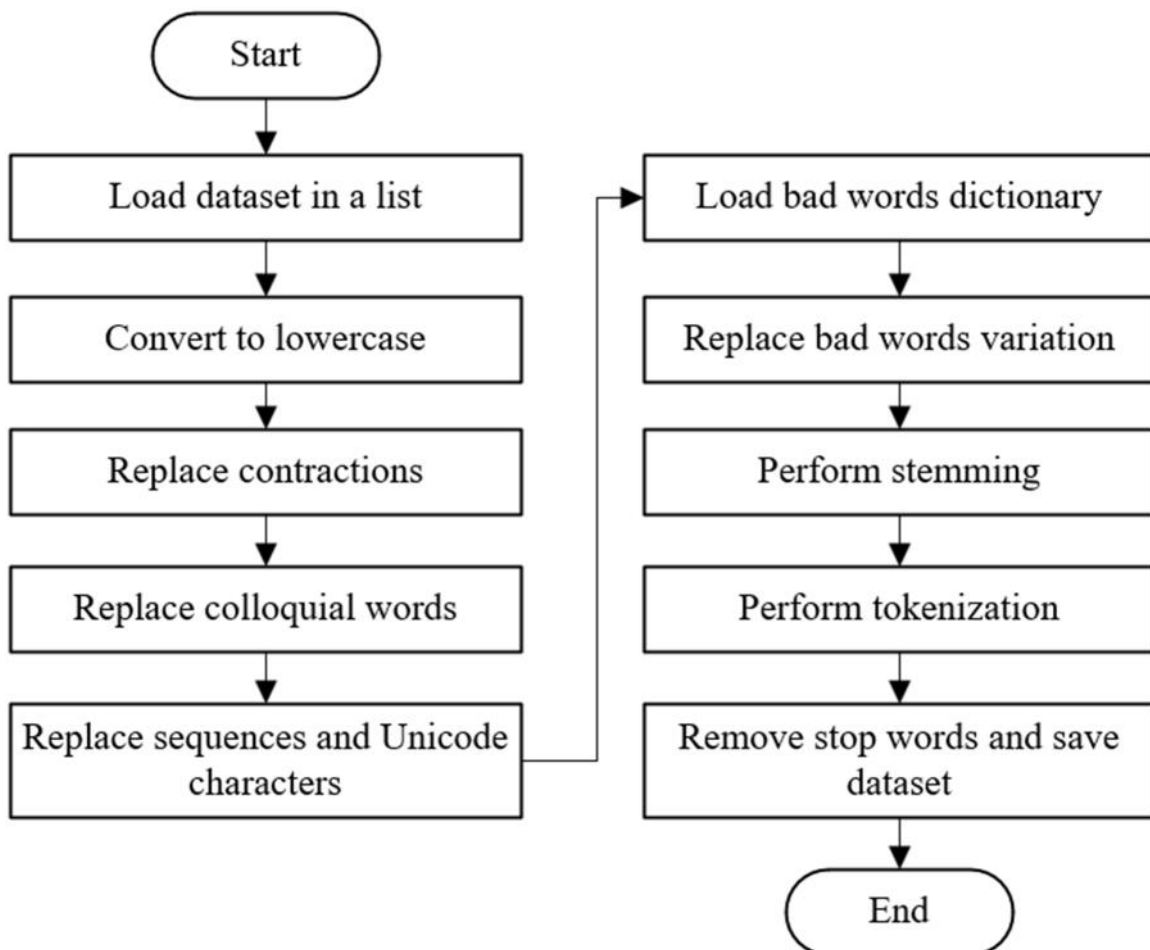 Start
Load dataset in a list
Convert to lowercase
Replace contractions
Replace colloquial words
Replace sequences and Unicode
characters
Load bad words dictionary
Replace bad words variation
Perform stemming
Perform tokenization
Remove stop words and save
dataset
End